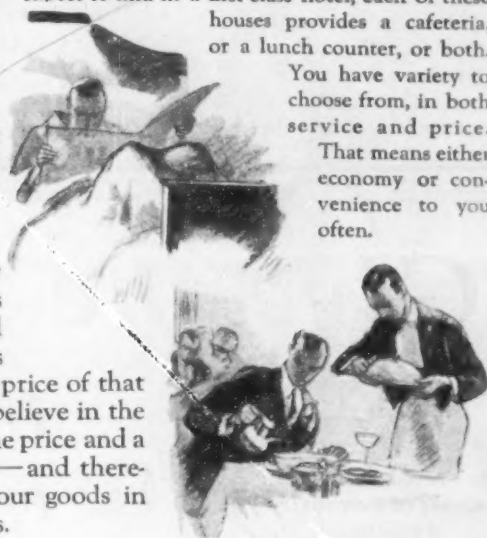 houses provides a cafeteria,
or a lunch counter, or both.
You have variety to
choose from, in both
service and price.
That means either
economy or con-
venience to you
often.
price of that
believe in the
price and a
—and there-
our goods in